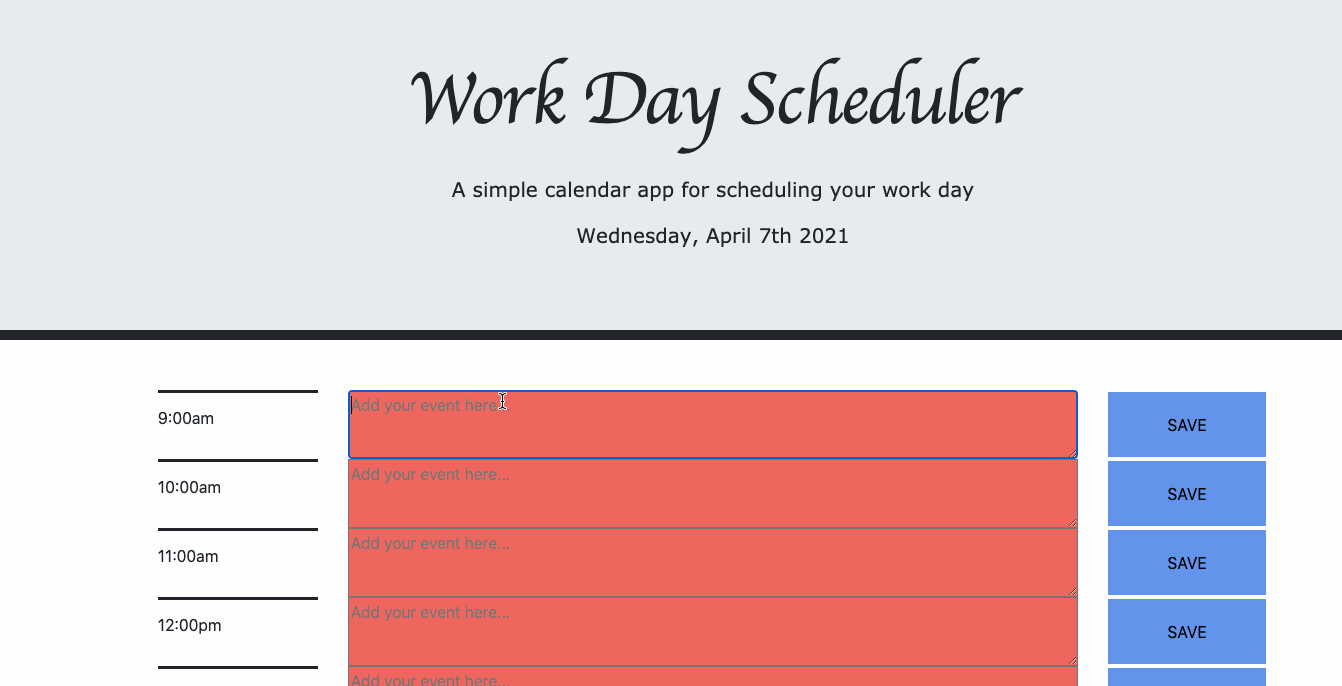 Work Day Scheduler
A simple calendar app for scheduling your work day
Wednesday, April 7th 2021
9:00am Add your event here... SAVE
10:00am Add your event here... SAVE
11:00am Add your event here... SAVE
12:00pm Add your event here... SAVE
Add your event here...